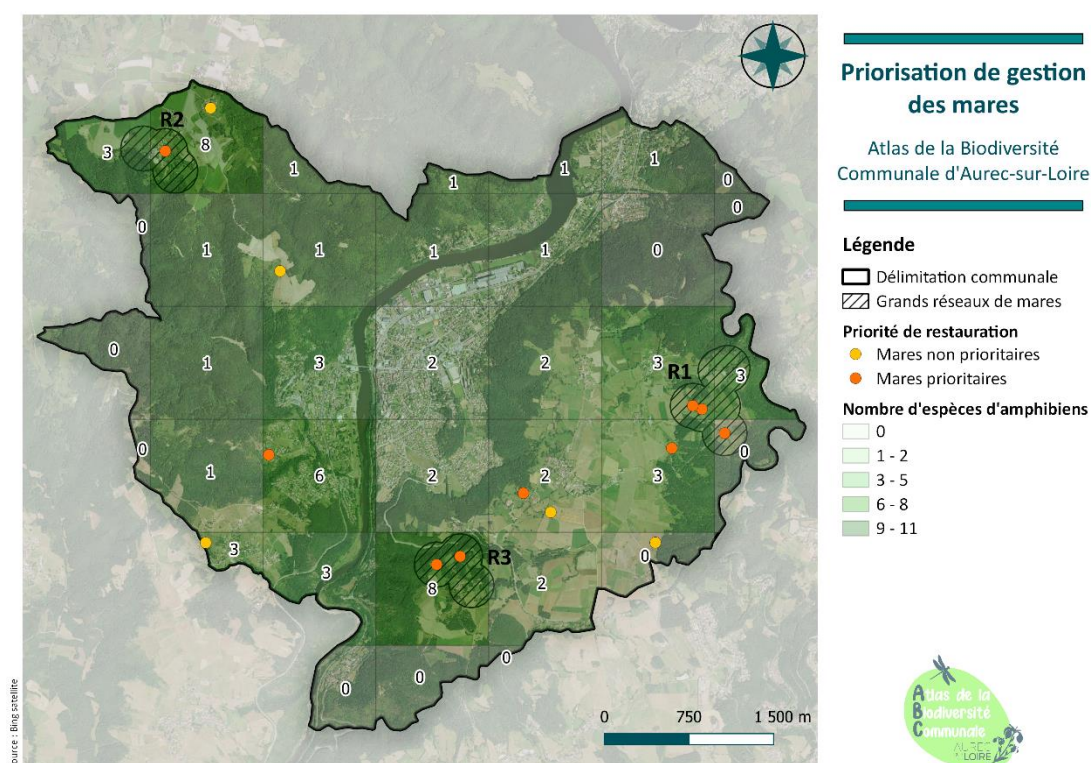 Priorisation de gestion
des mares
Atlas de la Biodiversité
Communale d'Aurec-sur-Loire
Légende
Délimitation communale
Grands réseaux de mares
Priorité de restauration
Mares non prioritaires
Mares prioritaires
Nombre d'espèces d'amphibiens
0
1 - 2
3 - 5
6 - 8
9 - 11
R2
3
8
1
1
1
1
0
0
0
1
1
1
1
0
0
1
3
2
2
3
R1
3
0
1
6
2
2
3
0
3
3
8
R3
2
0
0
0
0
0 750 1 500 m
ource : Bing satellite
Atlas de la
Biodiversité
Communale
LOIRE